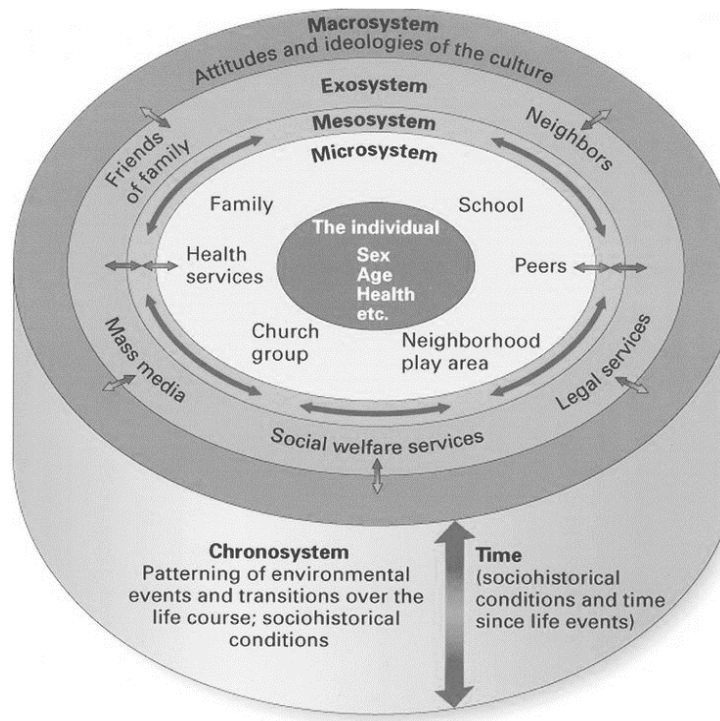 Macrosystem
Attitudes and ideologies of the culture
Exosystem
Mesosystem
Microsystem
Friends
of family
Neighbors
Family
School
The individual
Sex
Age
Health
etc.
Health
services
Peers
Church
group
Neighborhood
play area
Mass media
Legal services
Social welfare services
Chronosystem
Patterning of environmental
events and transitions over the
life course; sociohistorical
conditions
Time
(sociohistorical
conditions and time
since life events)